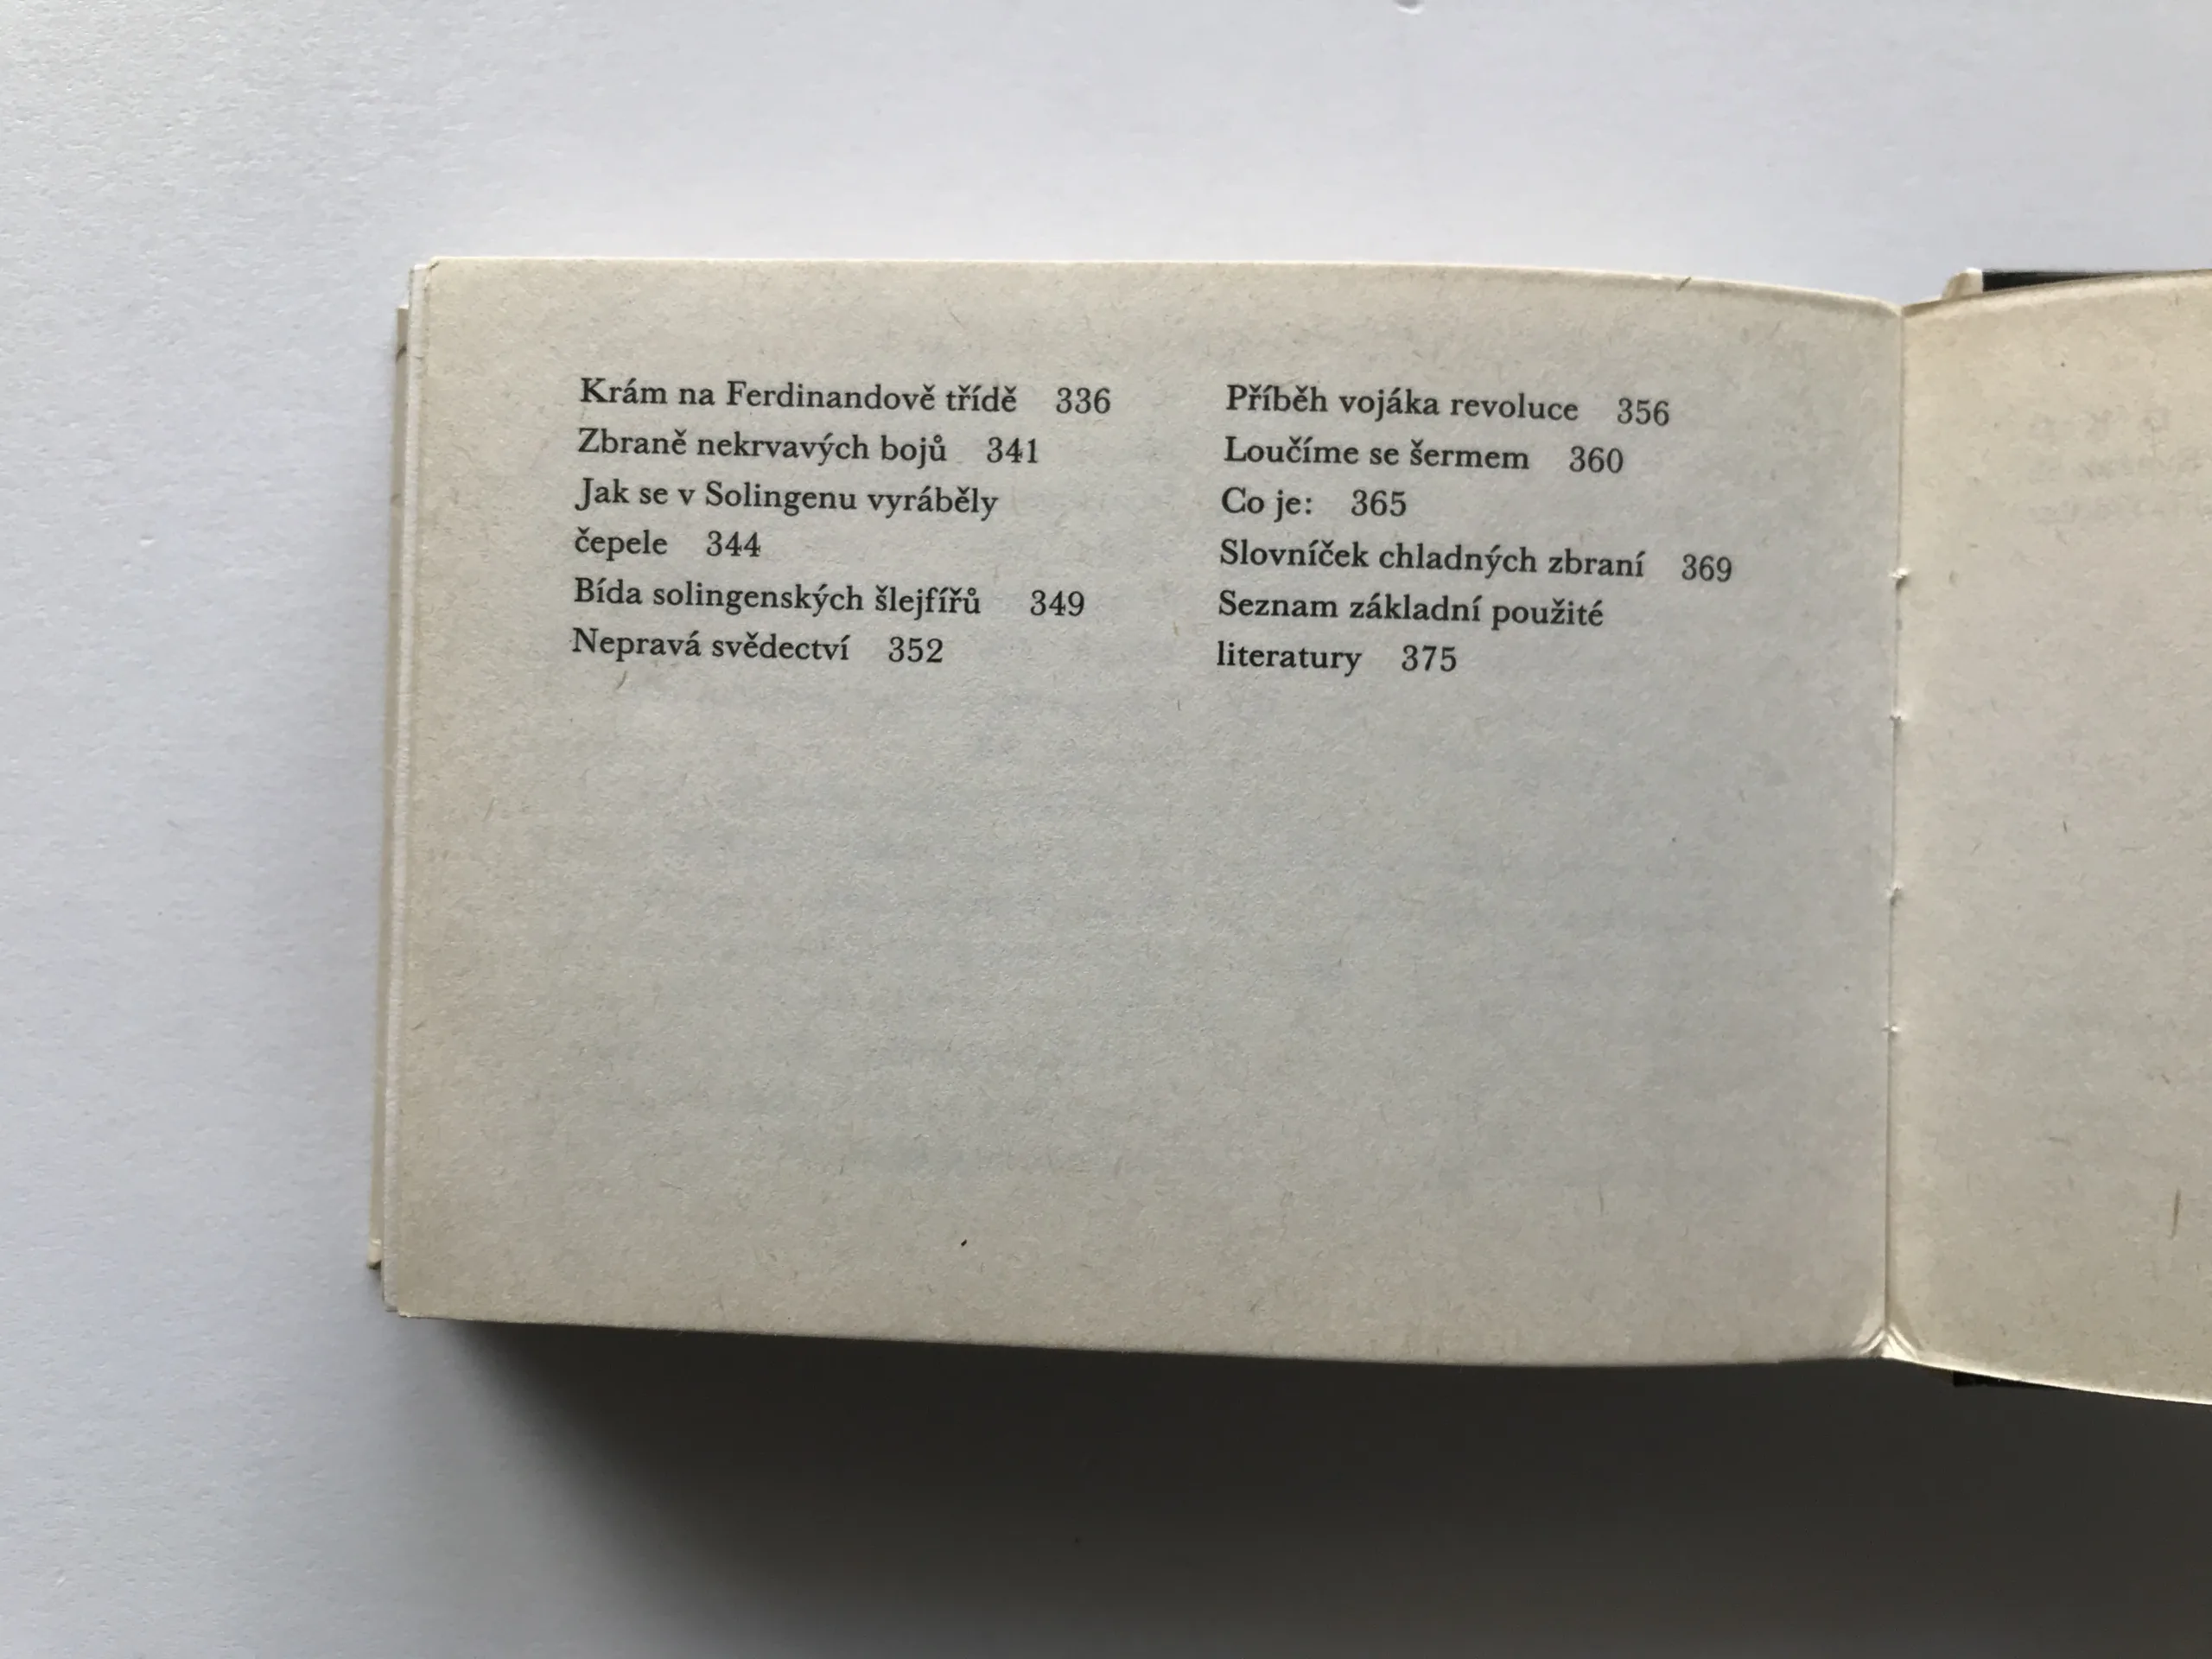 Krám na Ferdinandově třídě 336
Zbraně nekrvavých bojů 341
Jak se v Solingenu vyráběly
čepele 344
Bída solingenských šlejfířů 349
Nepravá svědectví 352
Příběh vojáka revoluce 356
Loučíme se šermem 360
Co je: 365
Slovníček chladných zbraní 369
Seznam základní použité
literatury 375